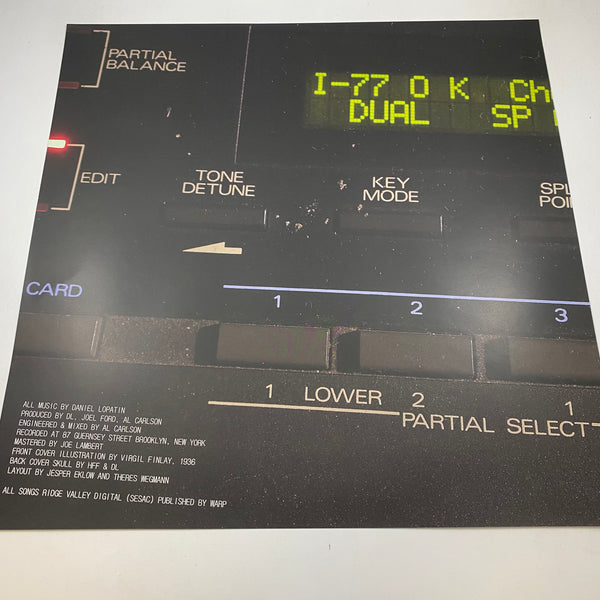 PARTIAL
BALANCE
I-77 O K Ch
DUAL SP
EDIT
TONE
DETUNE
KEY
MODE
SPL
POI
CARD
1 2 3
1 LOWER 2 1
PARTIAL SELECT
ALL MUSIC BY DANIEL LOPATIN
PRODUCED BY DL, JOEL FORD, AL CARLSON
ENGINEERED & MIXED BY AL CARLSON
RECORDED AT 87 GUERNSEY STREET BROOKLYN, NEW YORK
MASTERED BY JOE LAMBERT
FRONT COVER ILLUSTRATION BY VIRGIL FINLAY, 1936
BACK COVER SKULL BY HFF & DL
LAYOUT BY JESPER EKLOW AND THERES WEGMANN
ALL SONGS RIDGE VALLEY DIGITAL (SESAC) PUBLISHED BY WARP